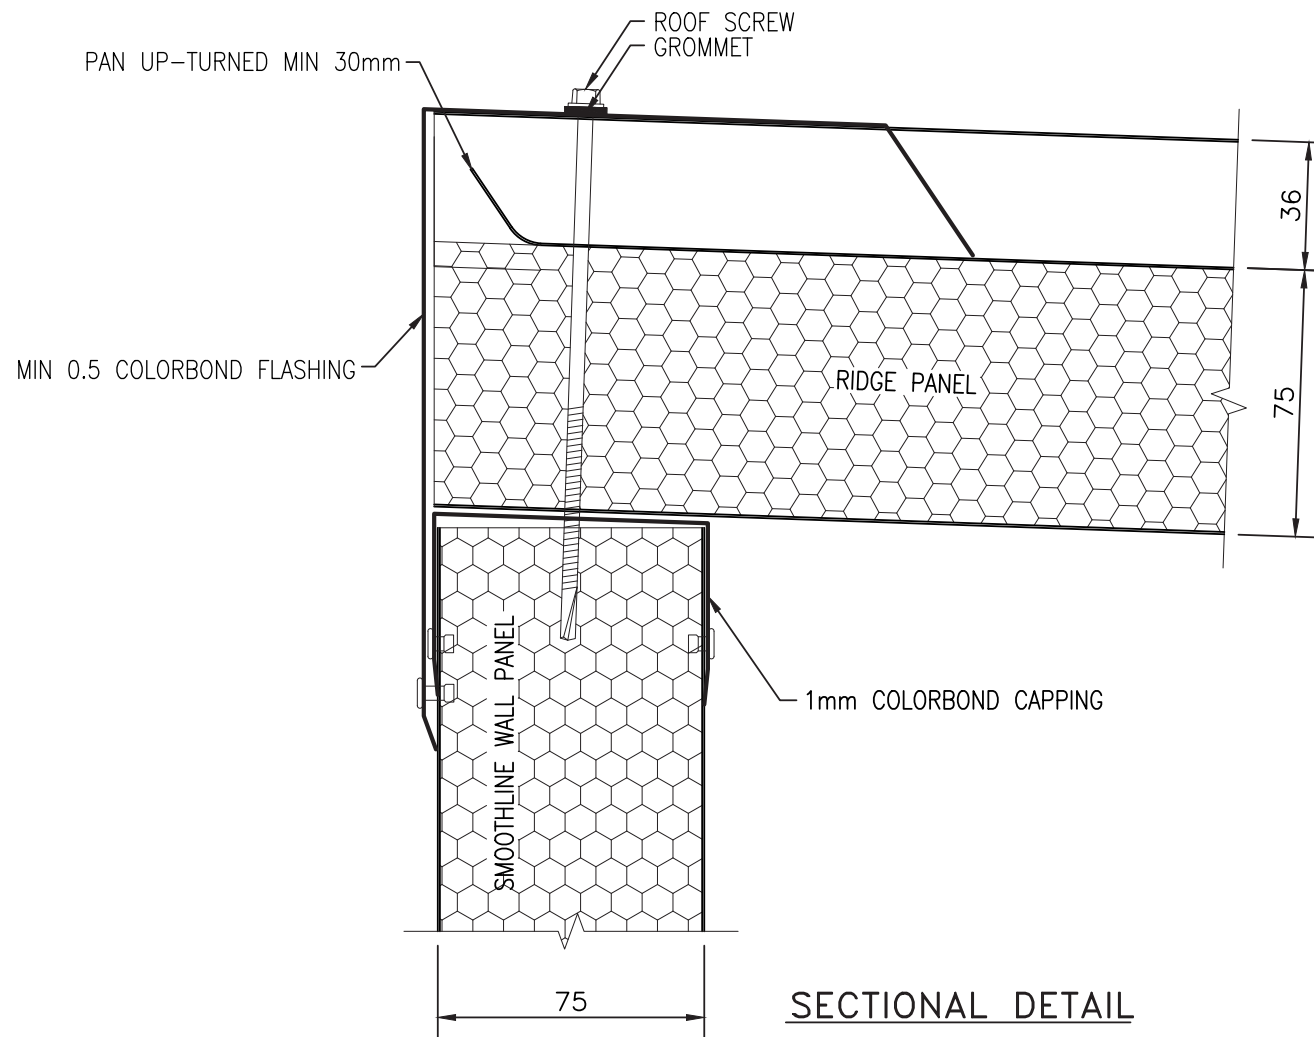 ROOF SCREW
GROMMET
PAN UP-TURNED MIN 30mm
36
MIN 0.5 COLORBOND FLASHING
RIDGE PANEL
75
SMOOTHLINE WALL PANEL
1mm COLORBOND CAPPING
75
SECTIONAL DETAIL